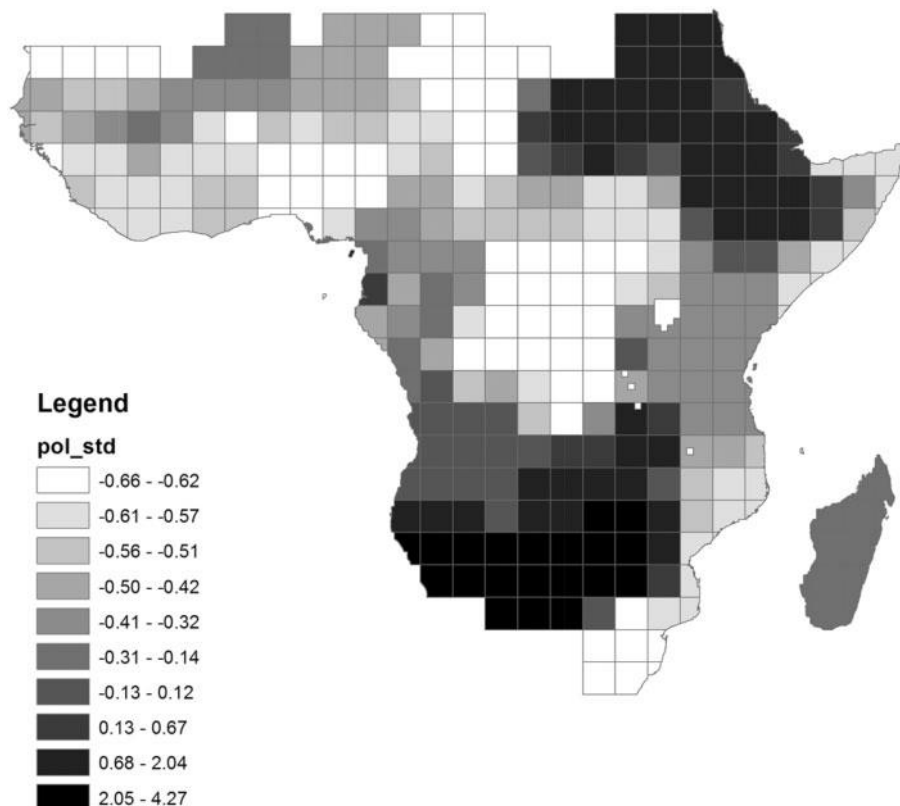 Legend
pol_std
-0.66 - -0.62
-0.61 - -0.57
-0.56 - -0.51
-0.50 - -0.42
-0.41 - -0.32
-0.31 - -0.14
-0.13 - 0.12
0.13 - 0.67
0.68 - 2.04
2.05 - 4.27